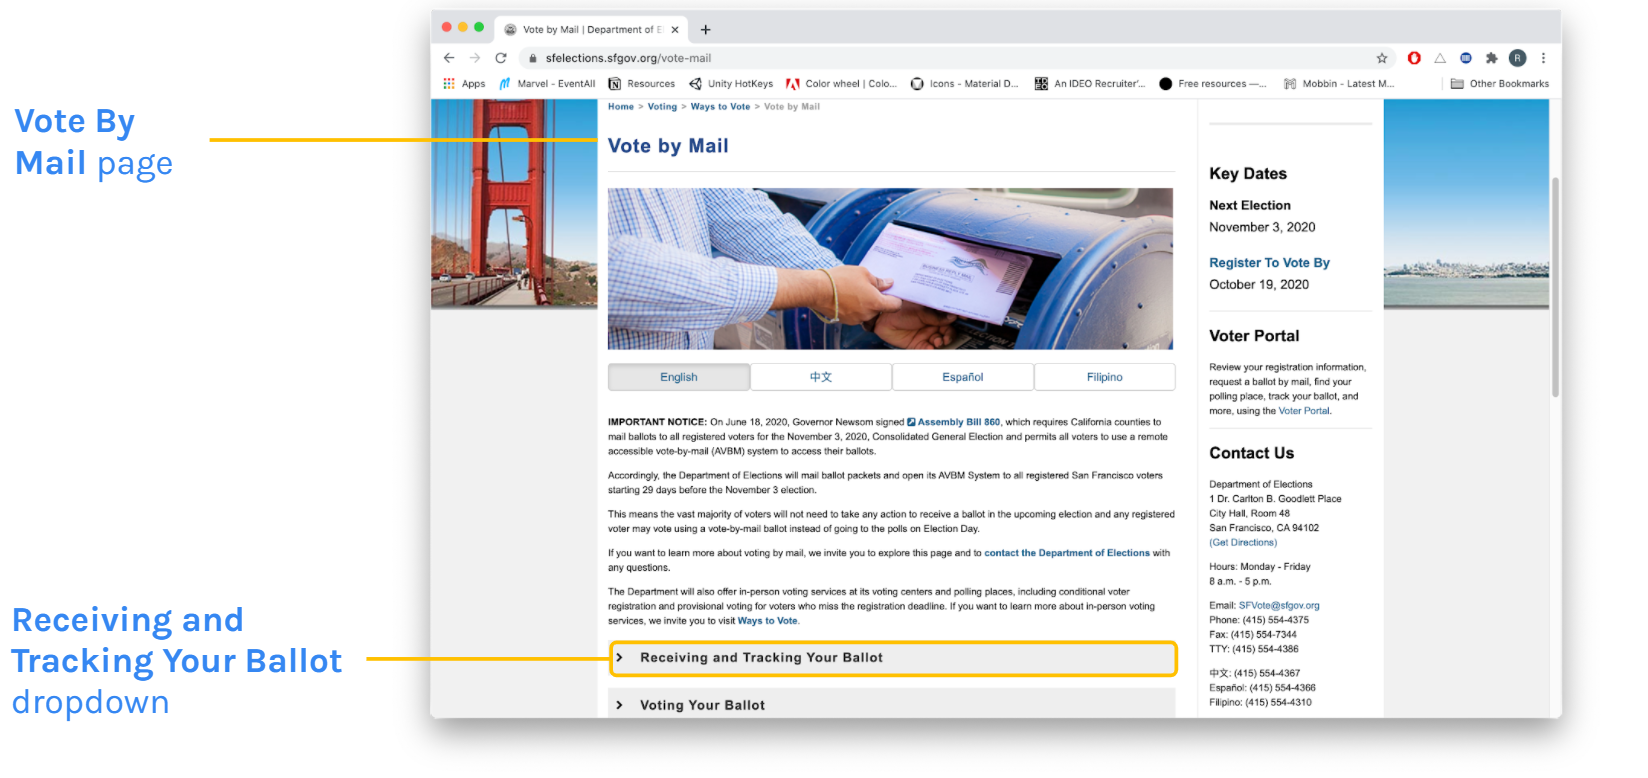 Vote By
Mail page
Receiving and
Tracking Your Ballot
dropdown
Vote by Mail | Department of El
sfelections.sfgov.org/vote-mail
R
Apps
Marvel - EventAll
Resources
Unity HotKeys
Color wheel | Colo...
Icons - Material D...
An IDEO Recruiter'...
Free resources —...
Mobbin - Latest M...
Other Bookmarks
Home > Voting > Ways to Vote > Vote by Mail
Vote by Mail
BUSINESS REPLY MAIL
English
中文
Español
Filipino
IMPORTANT NOTICE: On June 18, 2020, Governor Newsom signed Assembly Bill 860, which requires California counties to
mail ballots to all registered voters for the November 3, 2020, Consolidated General Election and permits all voters to use a remote
accessible vote-by-mail (AVBM) system to access their ballots.
Accordingly, the Department of Elections will mail ballot packets and open its AVBM System to all registered San Francisco voters
starting 29 days before the November 3 election.
This means the vast majority of voters will not need to take any action to receive a ballot in the upcoming election and any registered
voter may vote using a vote-by-mail ballot instead of going to the polls on Election Day.
If you want to learn more about voting by mail, we invite you to explore this page and to contact the Department of Elections with
any questions.
The Department will also offer in-person voting services at its voting centers and polling places, including conditional voter
registration and provisional voting for voters who miss the registration deadline. If you want to learn more about in-person voting
services, we invite you to visit Ways to Vote.
Receiving and Tracking Your Ballot
Voting Your Ballot
Key Dates
Next Election
November 3, 2020
Register To Vote By
October 19, 2020
Voter Portal
Review your registration information,
request a ballot by mail, find your
polling place, track your ballot, and
more, using the Voter Portal.
Contact Us
Department of Elections
1 Dr. Carlton B. Goodlett Place
City Hall, Room 48
San Francisco, CA 94102
(Get Directions)
Hours: Monday - Friday
8 a.m. - 5 p.m.
Email: SFVote@sfgov.org
Phone: (415) 554-4375
Fax: (415) 554-7344
TTY: (415) 554-4386
中文: (415) 554-4367
Español: (415) 554-4366
Filipino: (415) 554-4310